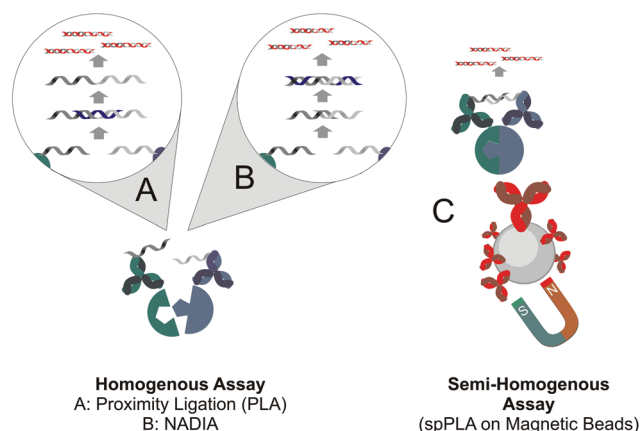 A
B
C
S
N
Homogenous Assay
A: Proximity Ligation (PLA)
B: NADIA
Semi-Homogenous
Assay
(spPLA on Magnetic Beads)